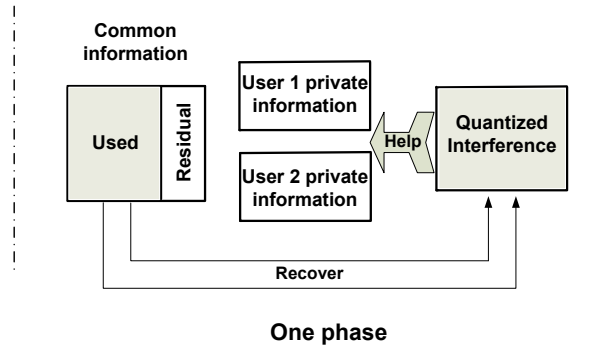 Common
information
Used
Residual
User 1 private
information
User 2 private
information
Help
Quantized
Interference
Recover
One phase